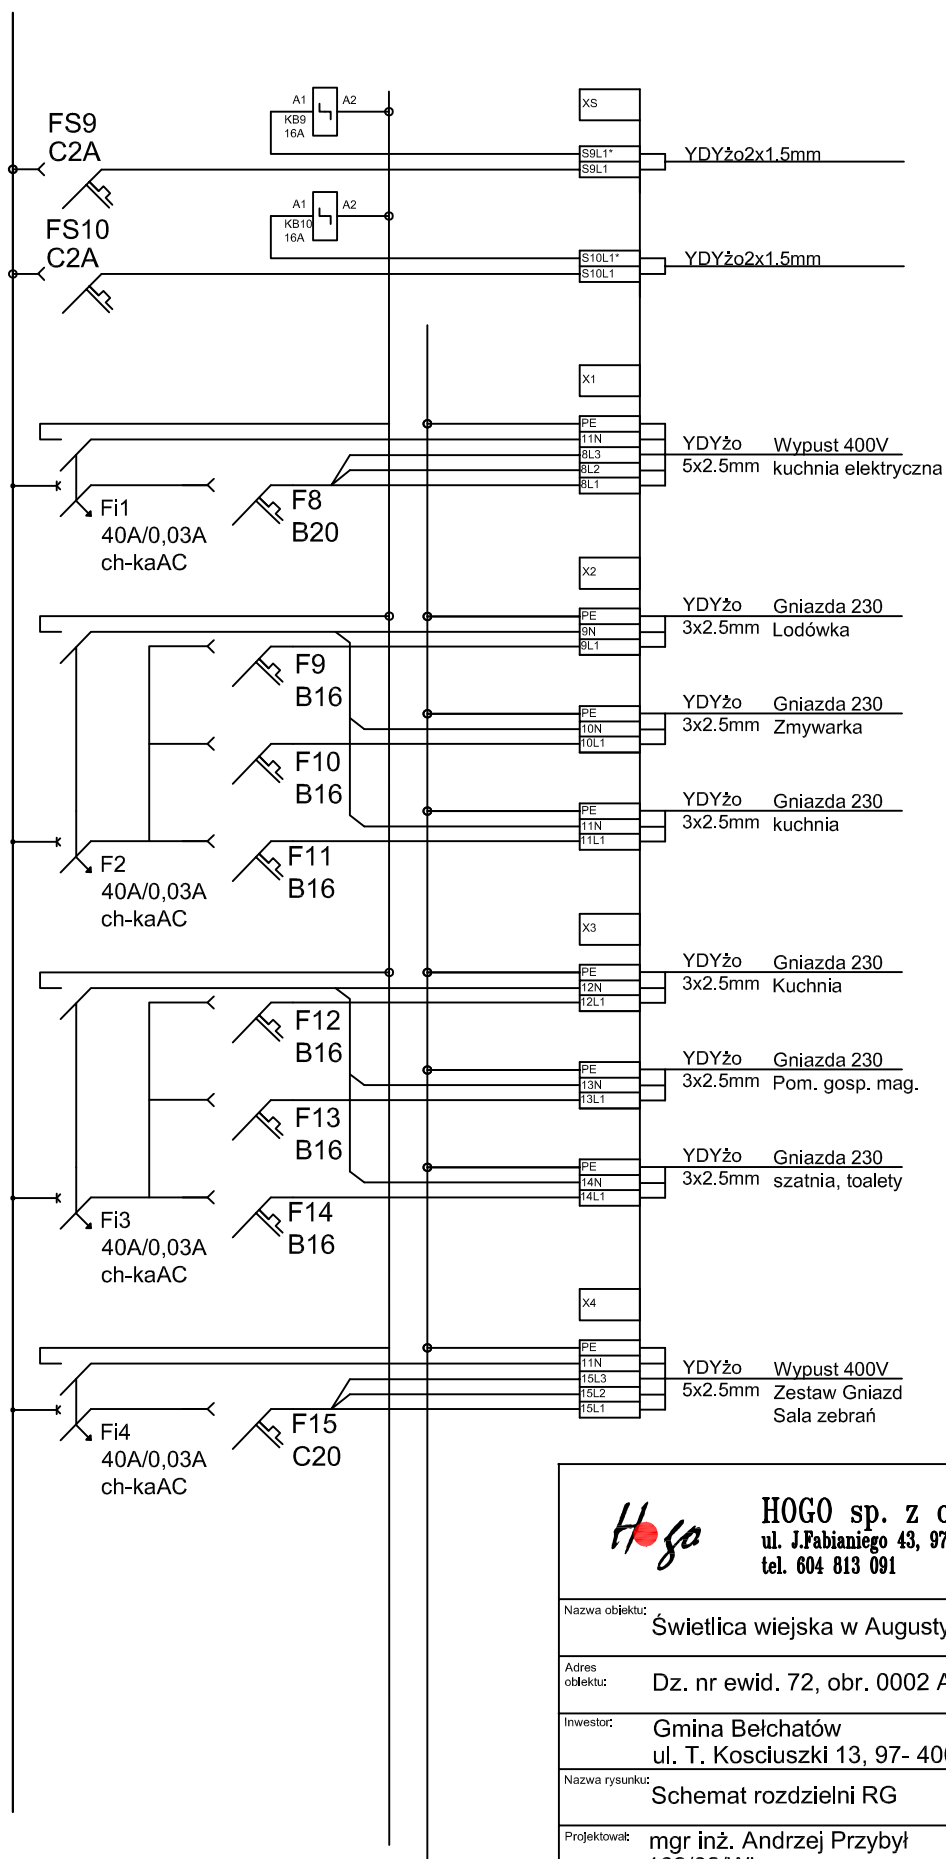 A1
A2
KB9
16A
FS9
C2A
XS
S9L1*
S9L1
YDYżo2x1.5mm
A1
A2
KB10
16A
FS10
C2A
S10L1*
S10L1
YDYżo2x1.5mm
X1
PE
11N
8L3
8L2
8L1
YDYżo
5x2.5mm
Wypust 400V
kuchnia elektryczna
Fi1
40A/0,03A
ch-kaAC
F8
B20
X2
PE
9N
9L1
YDYżo
3x2.5mm
Gniazda 230
Lodówka
F9
B16
PE
10N
10L1
YDYżo
3x2.5mm
Gniazda 230
Zmywarka
F10
B16
PE
11N
11L1
YDYżo
3x2.5mm
Gniazda 230
kuchnia
F11
B16
F2
40A/0,03A
ch-kaAC
X3
PE
12N
12L1
YDYżo
3x2.5mm
Gniazda 230
Kuchnia
F12
B16
PE
13N
13L1
YDYżo
3x2.5mm
Gniazda 230
Pom. gosp. mag.
F13
B16
PE
14N
14L1
YDYżo
3x2.5mm
Gniazda 230
szatnia, toalety
F14
B16
Fi3
40A/0,03A
ch-kaAC
X4
PE
11N
15L3
15L2
15L1
YDYżo
5x2.5mm
Wypust 400V
Zestaw Gniazd
Sala zebrań
F15
C20
Fi4
40A/0,03A
ch-kaAC
Hogo
HOGO sp. z o
ul. J.Fabianiego 43, 97
tel. 604 813 091
Nazwa obiektu:
Świetlica wiejska w Augusty
Adres
obiektu:
Dz. nr ewid. 72, obr. 0002 A
Inwestor:
Gmina Bełchatów
ul. T. Kosciuszki 13, 97- 400
Nazwa rysunku:
Schemat rozdzielni RG
Projektował:
mgr inż. Andrzej Przybył